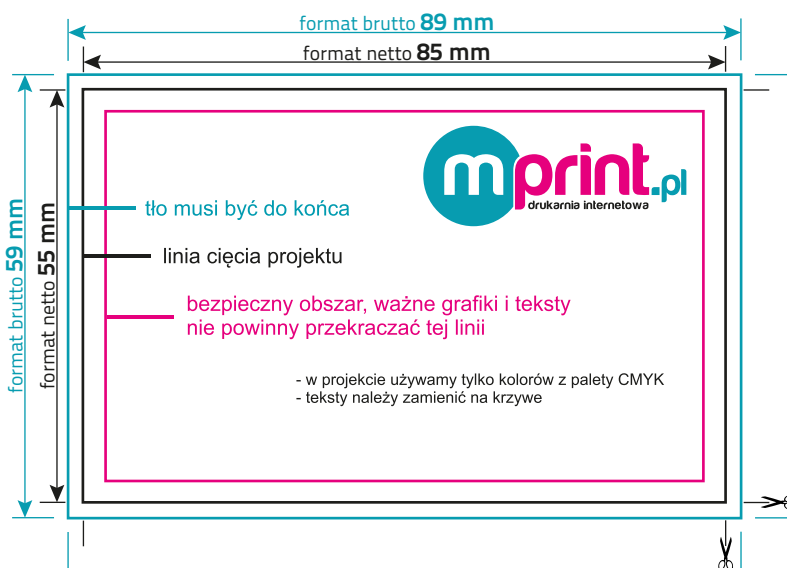 format brutto 89 mm
format netto 85 mm
format brutto 59 mm
format netto 55 mm
mprint.pl
drukarnia internetowa
tło musi być do końca
linia cięcia projektu
bezpieczny obszar, ważne grafiki i teksty
nie powinny przekraczać tej linii
- w projekcie używamy tylko kolorów z palety CMYK
- teksty należy zamienić na krzywe